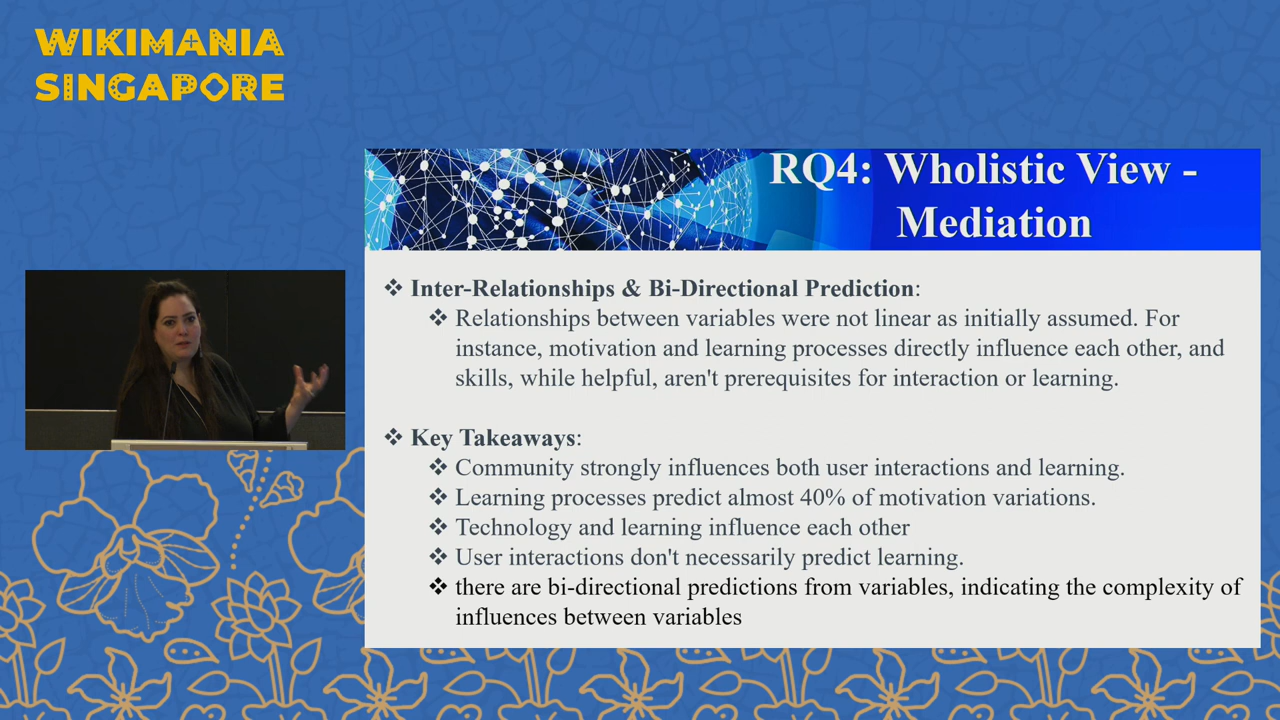 WIKIMANIA
SINGAPORE
RQ4: Wholistic View -
Mediation
❖ Inter-Relationships & Bi-Directional Prediction:
❖ Relationships between variables were not linear as initially assumed. For
instance, motivation and learning processes directly influence each other, and
skills, while helpful, aren't prerequisites for interaction or learning.
❖ Key Takeaways:
❖ Community strongly influences both user interactions and learning.
❖ Learning processes predict almost 40% of motivation variations.
❖ Technology and learning influence each other
❖ User interactions don't necessarily predict learning.
❖ there are bi-directional predictions from variables, indicating the complexity of
influences between variables